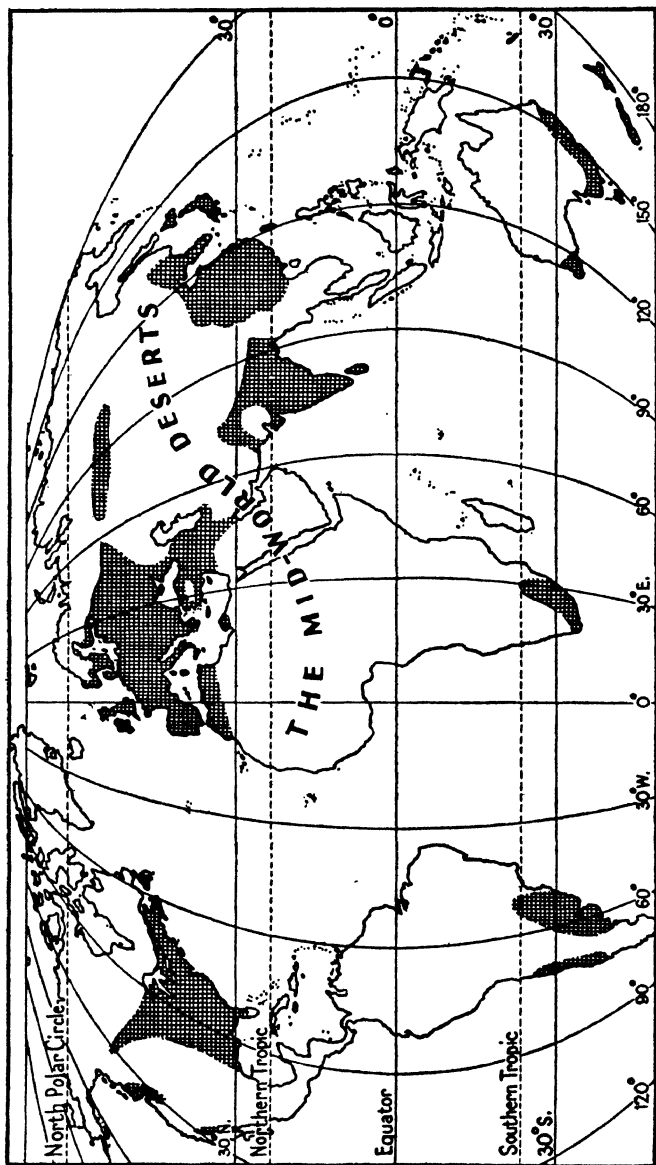 THE MID-WORLD DESERTS
North Polar Circle
30°N.
30°
Northern Tropic
Equator
0°
Southern Tropic
30°S.
30°
120°
90°
60°
30°W.
0°
30°E.
60°
90°
120°
150°
180°